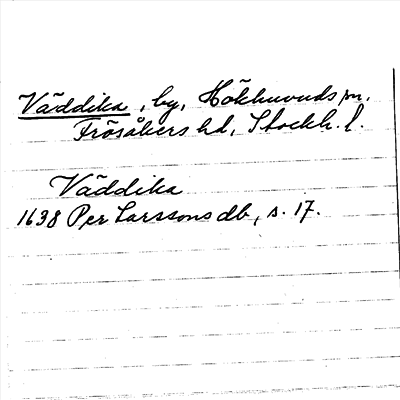 Väddika, by, Hökhuvuds sn.
Frösåkers hd, Stockh. l.
Väddika
1638 Per Larssons db, s. 17.